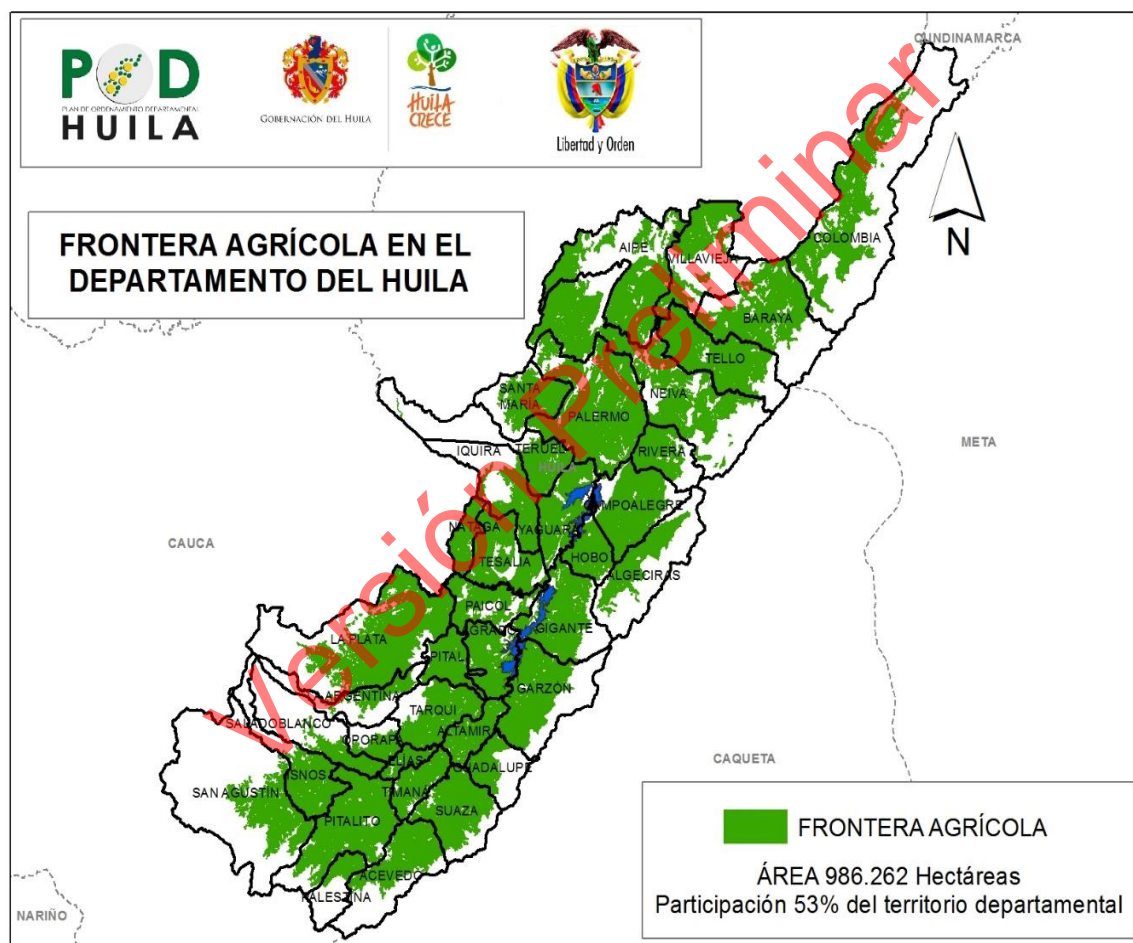 POD
PLAN DE ORDENAMIENTO DEPARTAMENTAL
HUILA
GOBERNACIÓN DEL HUILA
HUILA
CRECE
Libertad y Orden
CUNDINAMARCA
FRONTERA AGRÍCOLA EN EL
DEPARTAMENTO DEL HUILA
N
Versión Preliminar
COLOMBIA
AIPE
VILLAVIEJA
BARAYA
TELLO
SANTA
MARÍA
NEIVA
PALERMO
META
IQUIRA
TERUEL
RIVERA
HUILA
CAMPOALEGRE
NATAGA
YAGUARA
CAUCA
TESALIA
HOBO
ALGECIRAS
PAICOL
AGRADO
GIGANTE
LA PLATA
PITAL
GARZÓN
LA ARGENTINA
TARQUI
SALADOBLANCO
OPORAPA
ALTAMIRA
ELÍAS
GUADALUPE
CAQUETA
ISNOS
SAN AGUSTÍN
TIMANÁ
SUAZA
PITALITO
ACEVEDO
PALESTINA
NARIÑO
FRONTERA AGRÍCOLA
ÁREA 986.262 Hectáreas
Participación 53% del territorio departamental